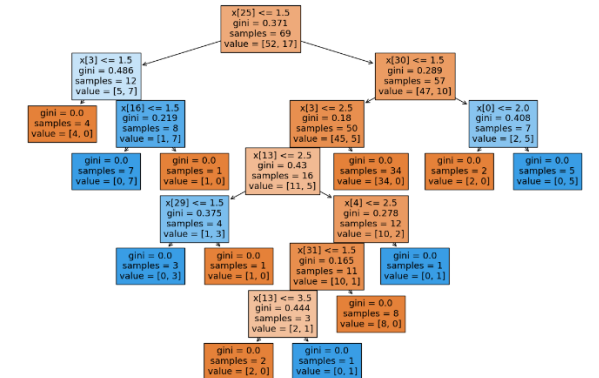 x[25] <= 1.5
gini = 0.371
samples = 69
value = [52, 17]
x[3] <= 1.5
gini = 0.486
samples = 12
value = [5, 7]
x[30] <= 1.5
gini = 0.289
samples = 57
value = [47, 10]
gini = 0.0
samples = 4
value = [4, 0]
x[16] <= 1.5
gini = 0.219
samples = 8
value = [1, 7]
x[3] <= 2.5
gini = 0.18
samples = 50
value = [45, 5]
x[0] <= 2.0
gini = 0.408
samples = 7
value = [2, 5]
gini = 0.0
samples = 7
value = [0, 7]
gini = 0.0
samples = 1
value = [1, 0]
x[13] <= 2.5
gini = 0.43
samples = 16
value = [11, 5]
gini = 0.0
samples = 34
value = [34, 0]
gini = 0.0
samples = 2
value = [2, 0]
gini = 0.0
samples = 5
value = [0, 5]
x[29] <= 1.5
gini = 0.375
samples = 4
value = [1, 3]
x[4] <= 2.5
gini = 0.278
samples = 12
value = [10, 2]
gini = 0.0
samples = 3
value = [0, 3]
gini = 0.0
samples = 1
value = [1, 0]
x[31] <= 1.5
gini = 0.165
samples = 11
value = [10, 1]
gini = 0.0
samples = 1
value = [0, 1]
x[13] <= 3.5
gini = 0.444
samples = 3
value = [2, 1]
gini = 0.0
samples = 8
value = [8, 0]
gini = 0.0
samples = 2
value = [2, 0]
gini = 0.0
samples = 1
value = [0, 1]